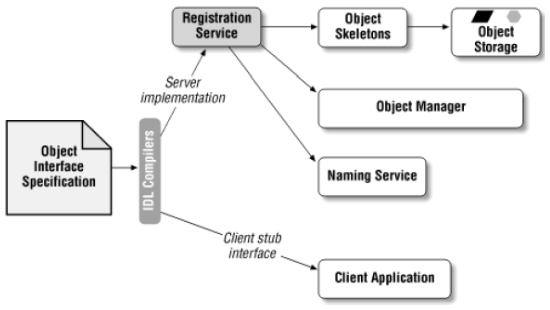 Registration
Service
Object
Skeletons
Object
Storage
Server
implementation
Object Manager
Object
Interface
Specification
IDL Compilers
Naming Service
Client stub
interface
Client Application